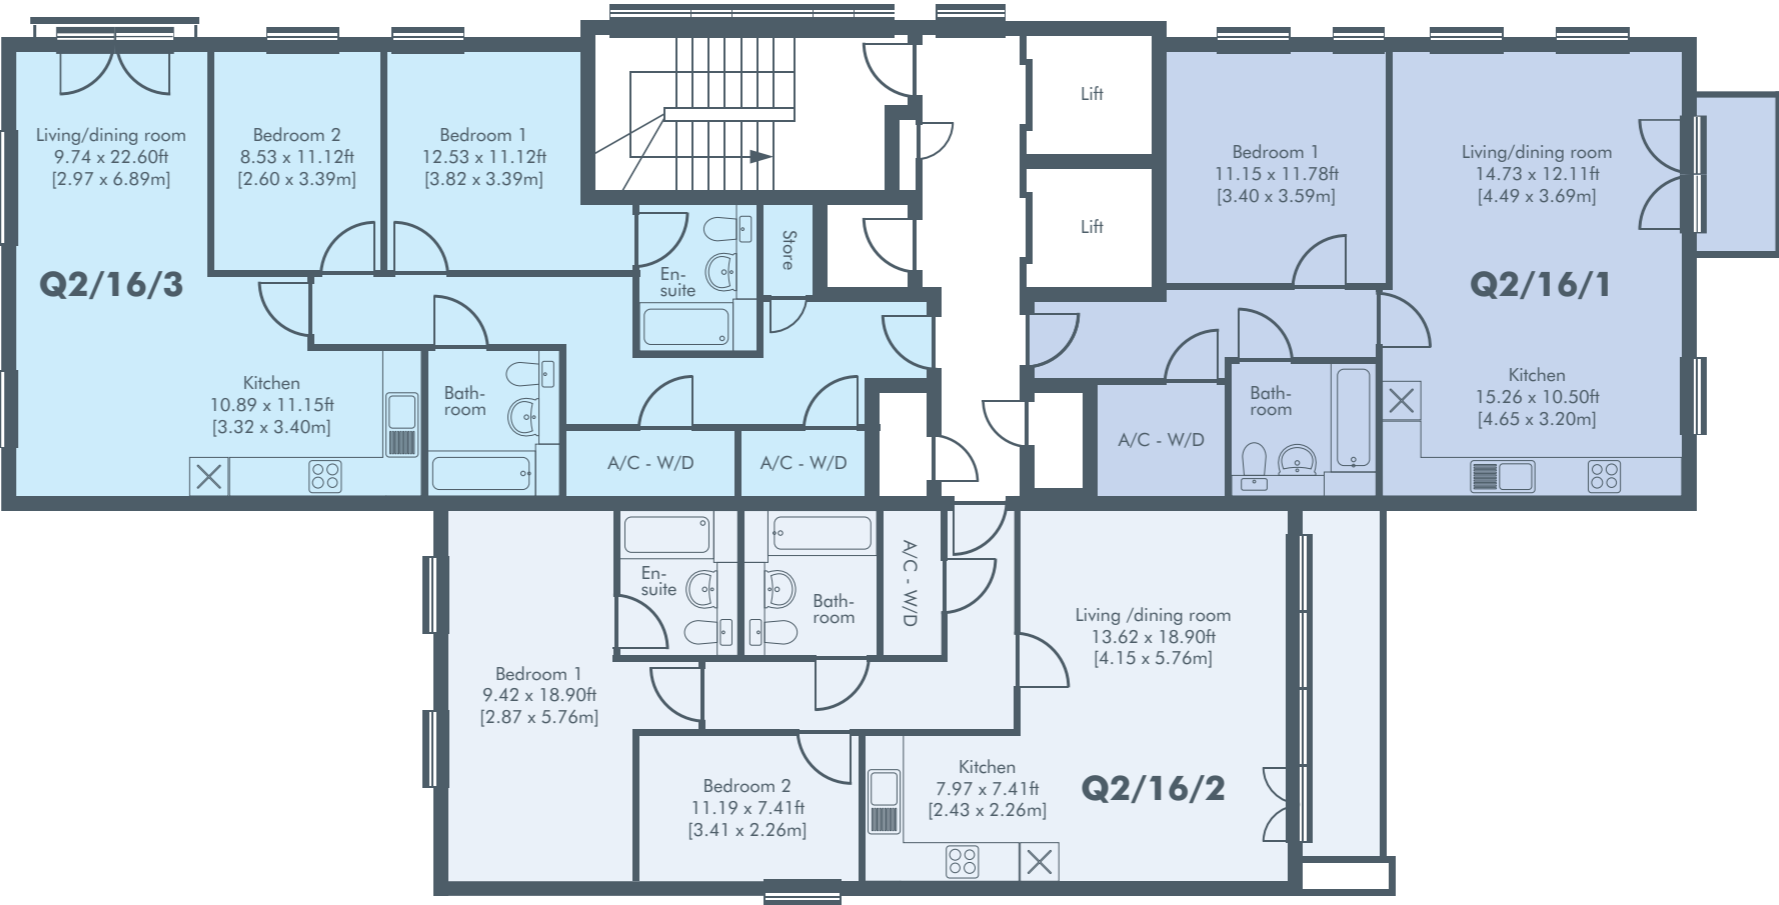 Living/dining room
9.74 x 22.60ft
[2.97 x 6.89m]
Bedroom 2
8.53 x 11.12ft
[2.60 x 3.39m]
Bedroom 1
12.53 x 11.12ft
[3.82 x 3.39m]
Q2/16/3
En-
suite
Store
Kitchen
10.89 x 11.15ft
[3.32 x 3.40m]
Bath-
room
A/C - W/D
A/C - W/D
Lift
Lift
Bedroom 1
11.15 x 11.78ft
[3.40 x 3.59m]
Living/dining room
14.73 x 12.11ft
[4.49 x 3.69m]
Q2/16/1
Kitchen
15.26 x 10.50ft
[4.65 x 3.20m]
Bath-
room
A/C - W/D
En-
suite
Bath-
room
A/C - W/D
Living /dining room
13.62 x 18.90ft
[4.15 x 5.76m]
Bedroom 1
9.42 x 18.90ft
[2.87 x 5.76m]
Bedroom 2
11.19 x 7.41ft
[3.41 x 2.26m]
Kitchen
7.97 x 7.41ft
[2.43 x 2.26m]
Q2/16/2